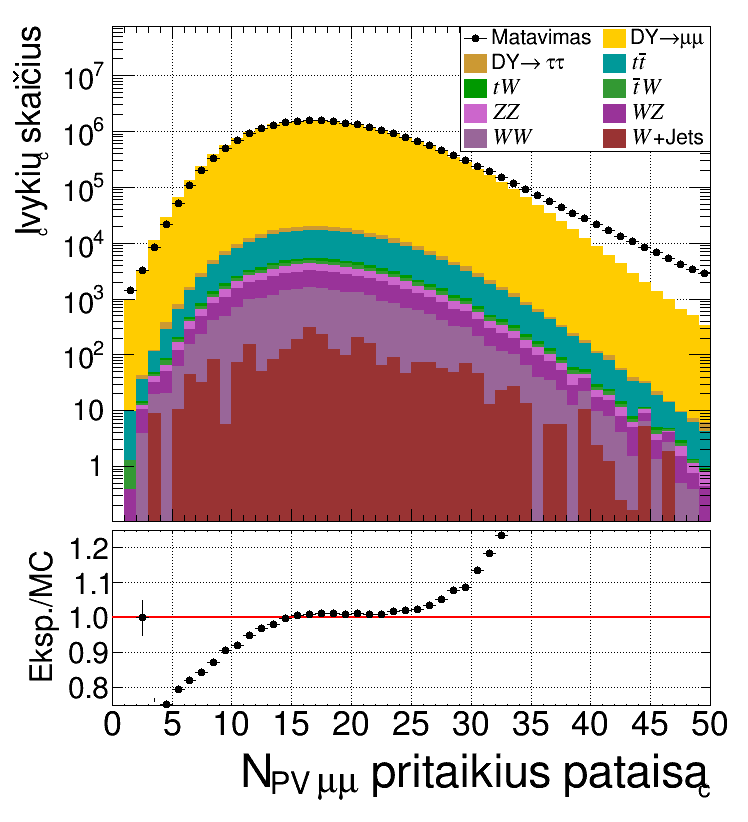 Įvykių skaičius
10⁷
10⁶
10⁵
10⁴
10³
10²
10
1
Matavimas
DY→μμ
DY→ ττ
tt̄
tW
t̄W
ZZ
WZ
WW
W+Jets
Eksp./MC
1.2
1.1
1.0
0.9
0.8
0 5 10 15 20 25 30 35 40 45 50
N_PV μμ pritaikius pataisą